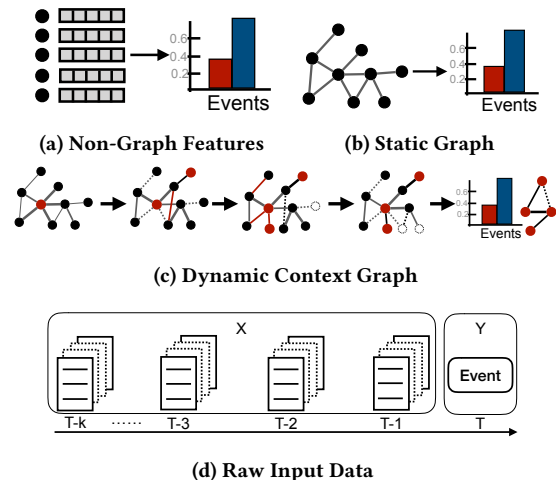 0.6
0.4
0.2
Events
0.6
0.4
0.2
Events
(a) Non-Graph Features
(b) Static Graph
0.6
0.4
0.2
Events
(c) Dynamic Context Graph
X
Y
Event
T-k ...... T-3 T-2 T-1 T
(d) Raw Input Data